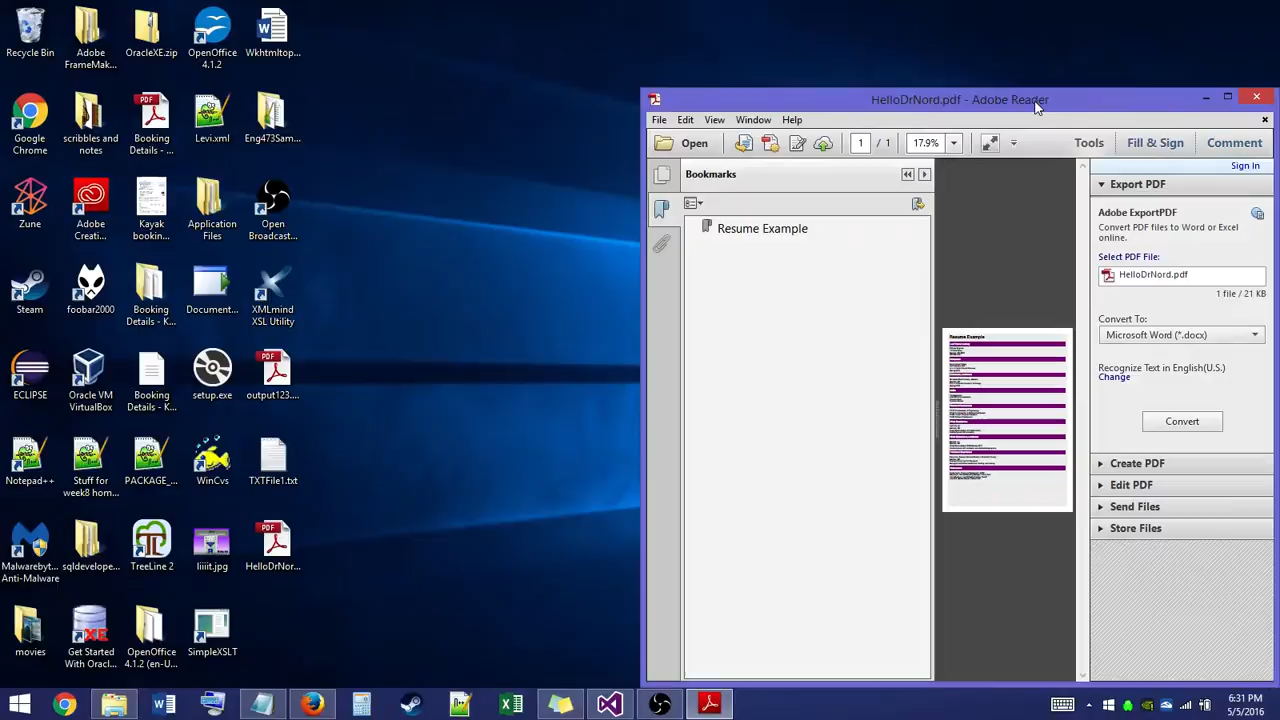 Recycle Bin
Adobe
FrameMak...
OracleXE.zip
OpenOffice
4.1.2
Wkhtmltop...
Google
Chrome
scribbles and
notes
Booking
Details - ...
Levi.xml
Eng473Sam...
Zune
Adobe
Creati...
Kayak
bookin...
Application
Files
Open
Broadcast...
Steam
foobar2000
Booking
Details - K...
Document...
XMLmind
XSL Utility
ECLIPSE
Oracle VM
VirtualBox
Booking
Details - K...
setup.exe
Notepad++
week8 hom...
PACKAGE_...
WinCvs
Malwarebyt...
Anti-Malware
sqldevelope...
TreeLine 2
liiiit.jpg
HelloDrNor...
movies
Get Started
With Oracl...
OpenOffice
4.1.2 (en-U...
SimpleXSLT
HelloDrNord.pdf - Adobe Reader
File Edit View Window Help
Open 1 / 1 17.9% Tools Fill & Sign Comment
Sign In
Bookmarks
Resume Example
Resume Example
Export PDF
Adobe ExportPDF
Convert PDF files to Word or Excel
online.
Select PDF File:
HelloDrNord.pdf
1 file / 21 KB
Convert To:
Microsoft Word (*.docx)
Recognize Text in English(U.S.)
Change
Convert
Create PDF
Edit PDF
Send Files
Store Files
6:31 PM
5/5/2016